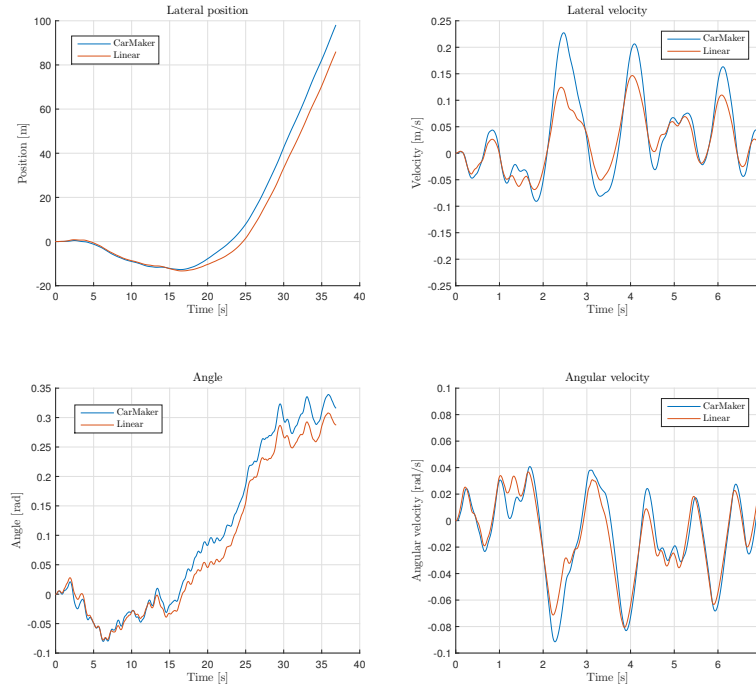 Lateral position
Position [m]
100
80
60
40
20
0
-20
CarMaker
Linear
0 5 10 15 20 25 30 35 40
Time [s]
Lateral velocity
Velocity [m/s]
0.25
0.2
0.15
0.1
0.05
0
-0.05
-0.1
-0.15
-0.2
-0.25
CarMaker
Linear
0 1 2 3 4 5 6
Time [s]
Angle
Angle [rad]
0.35
0.3
0.25
0.2
0.15
0.1
0.05
0
-0.05
-0.1
CarMaker
Linear
0 5 10 15 20 25 30 35 40
Time [s]
Angular velocity
Angular velocity [rad/s]
0.1
0.08
0.06
0.04
0.02
0
-0.02
-0.04
-0.06
-0.08
-0.1
CarMaker
Linear
0 1 2 3 4 5 6
Time [s]